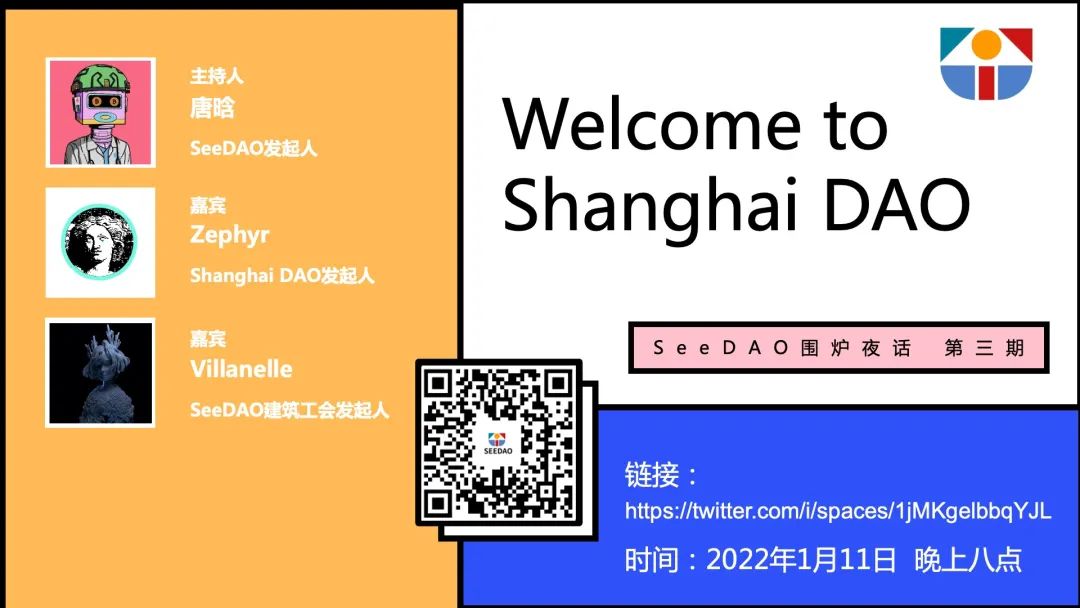 主持人
唐晗
SeeDAO发起人
嘉宾
Zephyr
Shanghai DAO发起人
嘉宾
Villanelle
SeeDAO建筑工会发起人
Welcome to
Shanghai DAO
SeeDAO围炉夜话 第三期
SEEDAO
链接：
https://twitter.com/i/spaces/1jMKgelbbqYJL
时间：2022年1月11日 晚上八点